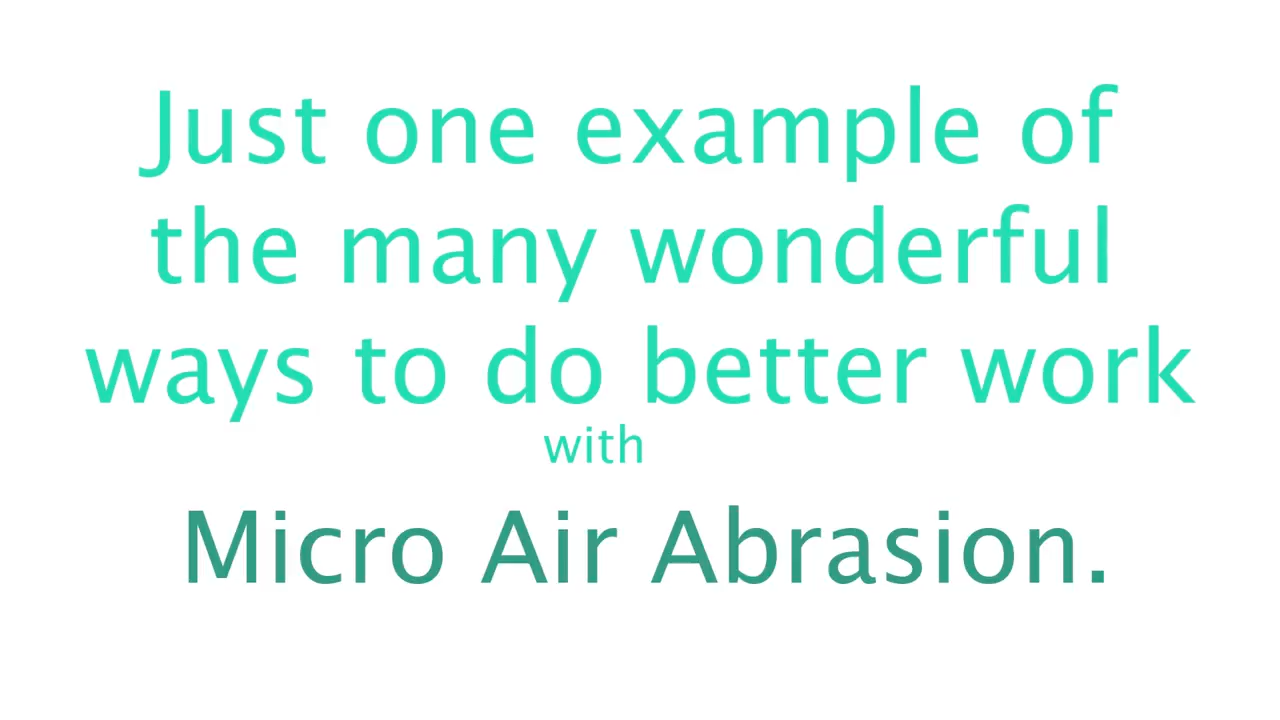 Just one example of
the many wonderful
ways to do better work
with
Micro Air Abrasion.